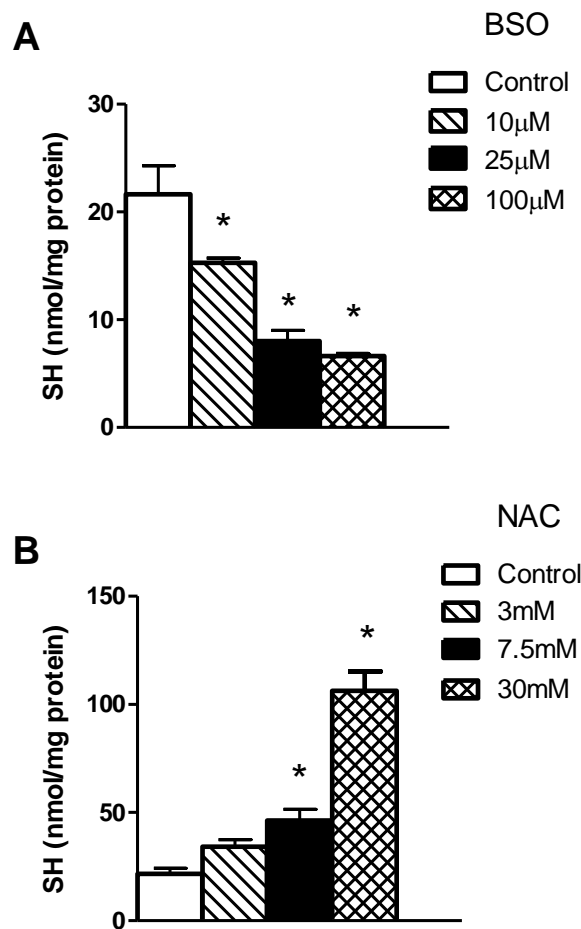 A
BSO
Control
10μM
25μM
100μM
SH (nmol/mg protein)
30
20
10
0
*
*
*
B
NAC
Control
3mM
7.5mM
30mM
SH (nmol/mg protein)
150
100
50
0
*
*